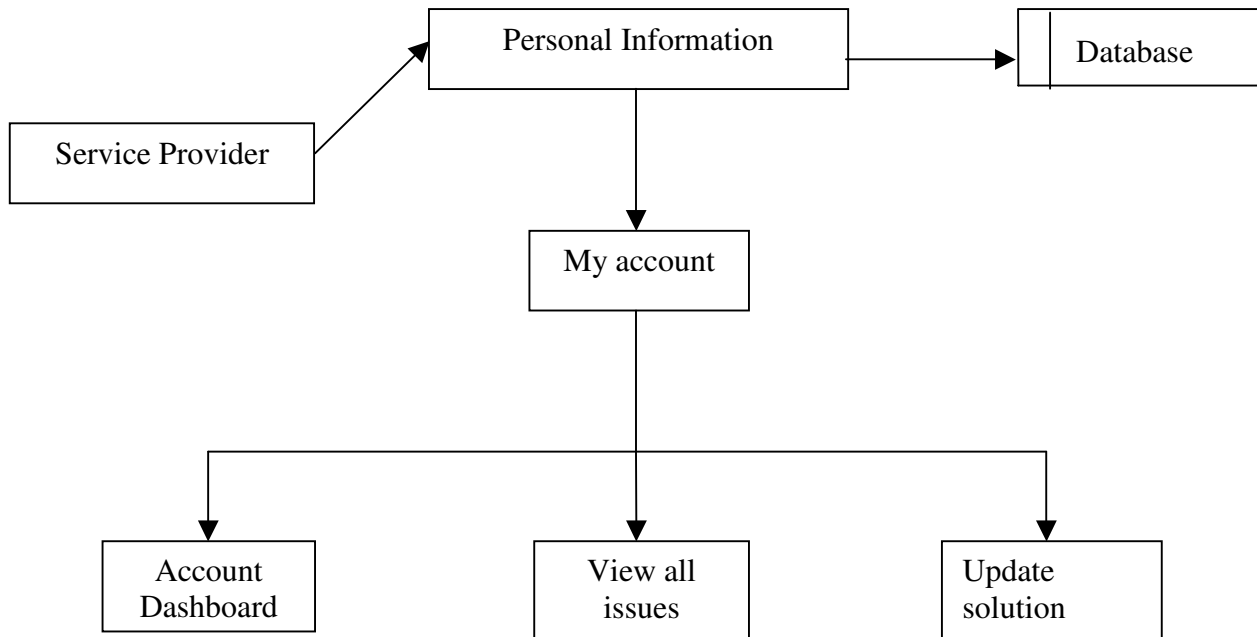 Personal Information
Database
Service Provider
My account
Account
Dashboard
View all
issues
Update
solution